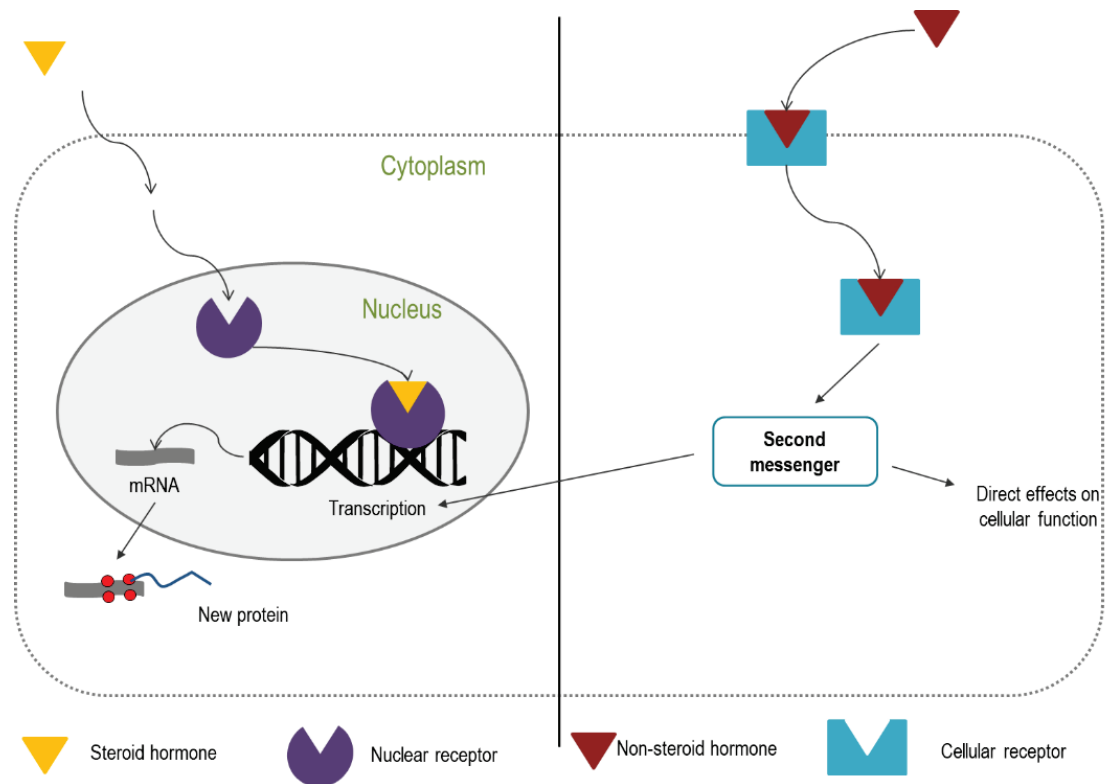 Cytoplasm
Nucleus
mRNA
Transcription
New protein
Second
messenger
Direct effects on
cellular function
Steroid hormone
Nuclear receptor
Non-steroid hormone
Cellular receptor